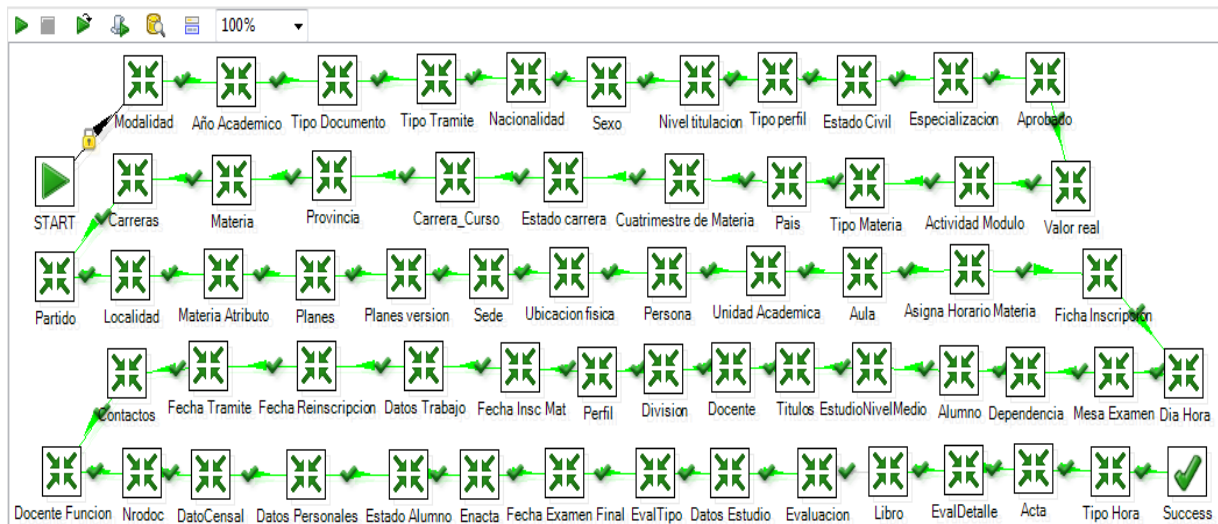 100%
Modalidad Año Academico Tipo Documento Tipo Tramite Nacionalidad Sexo Nivel titulacion Tipo perfil Estado Civil Especializacion Aprobado
START Carreras Materia Provincia Carrera_Curso Estado carrera Cuatrimestre de Materia Pais Tipo Materia Actividad Modulo Valor real
Partido Localidad Materia Atributo Planes Planes version Sede Ubicacion fisica Persona Unidad Academica Aula Asigna Horario Materia Ficha Inscripcion
Contactos Fecha Tramite Fecha Reinscripcion Datos Trabajo Fecha Insc Mat Perfil Division Docente Titulos EstudioNivelMedio Alumno Dependencia Mesa Examen Dia Hora
Docente Funcion Nrodoc DatoCensal Datos Personales Estado Alumno Enacta Fecha Examen Final EvalTipo Datos Estudio Evaluacion Libro EvalDetalle Acta Tipo Hora Success